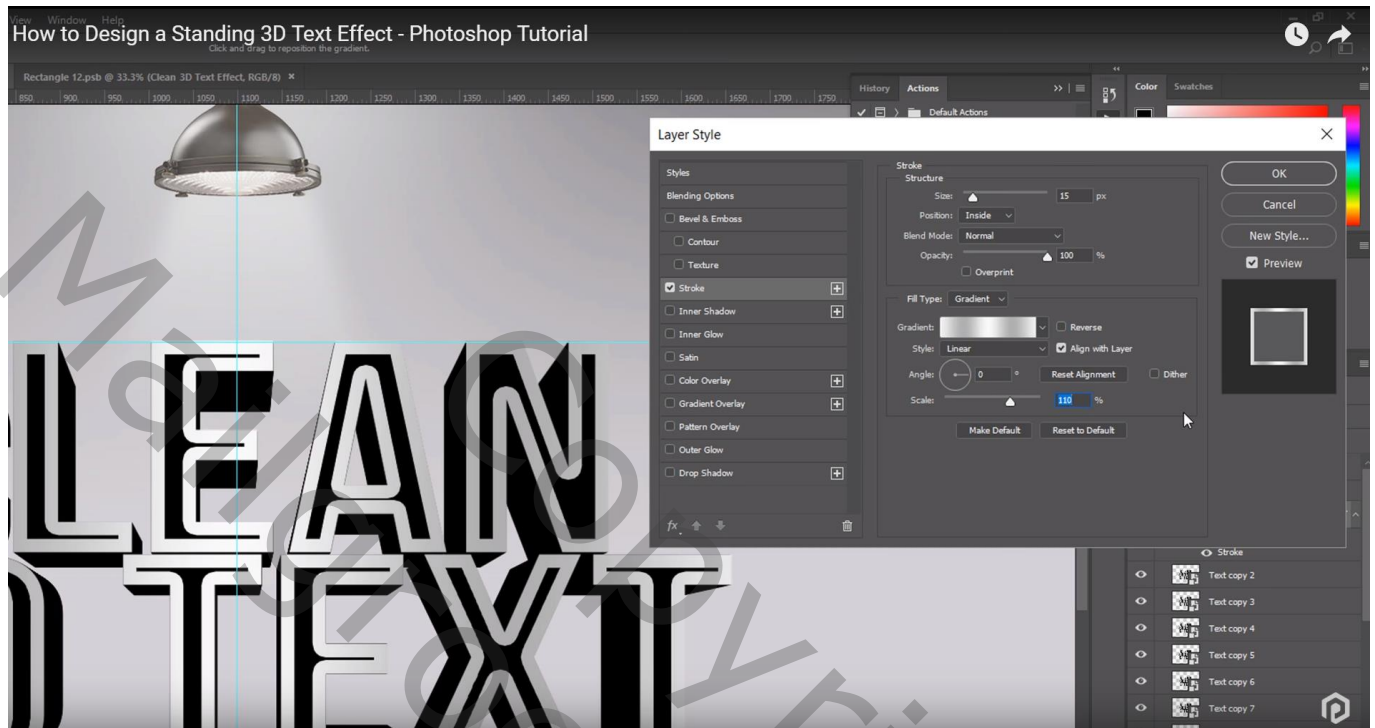 View Window Help
How to Design a Standing 3D Text Effect - Photoshop Tutorial
Click and drag to reposition the gradient.
Rectangle 12.psb @ 33.3% (Clean 3D Text Effect, RGB/8) ×
850 900 950 1000 1050 1100 1150 1200 1250 1300 1350 1400 1450 1500 1550 1600 1650 1700 1750
History Actions
Color Swatches
Default Actions
Layer Style
Styles
Blending Options
Bevel & Emboss
Contour
Texture
Stroke
Inner Shadow
Inner Glow
Satin
Color Overlay
Gradient Overlay
Pattern Overlay
Outer Glow
Drop Shadow
fx
Stroke
Structure
Size: 15 px
Position: Inside
Blend Mode: Normal
Opacity: 100 %
Overprint
Fill Type: Gradient
Gradient: Reverse
Style: Linear Align with Layer
Angle: 0 ° Reset Alignment Dither
Scale: 110 %
Make Default Reset to Default
OK
Cancel
New Style...
Preview
LEAN
D TEXT
Stroke
Text copy 2
Text copy 3
Text copy 4
Text copy 5
Text copy 6
Text copy 7